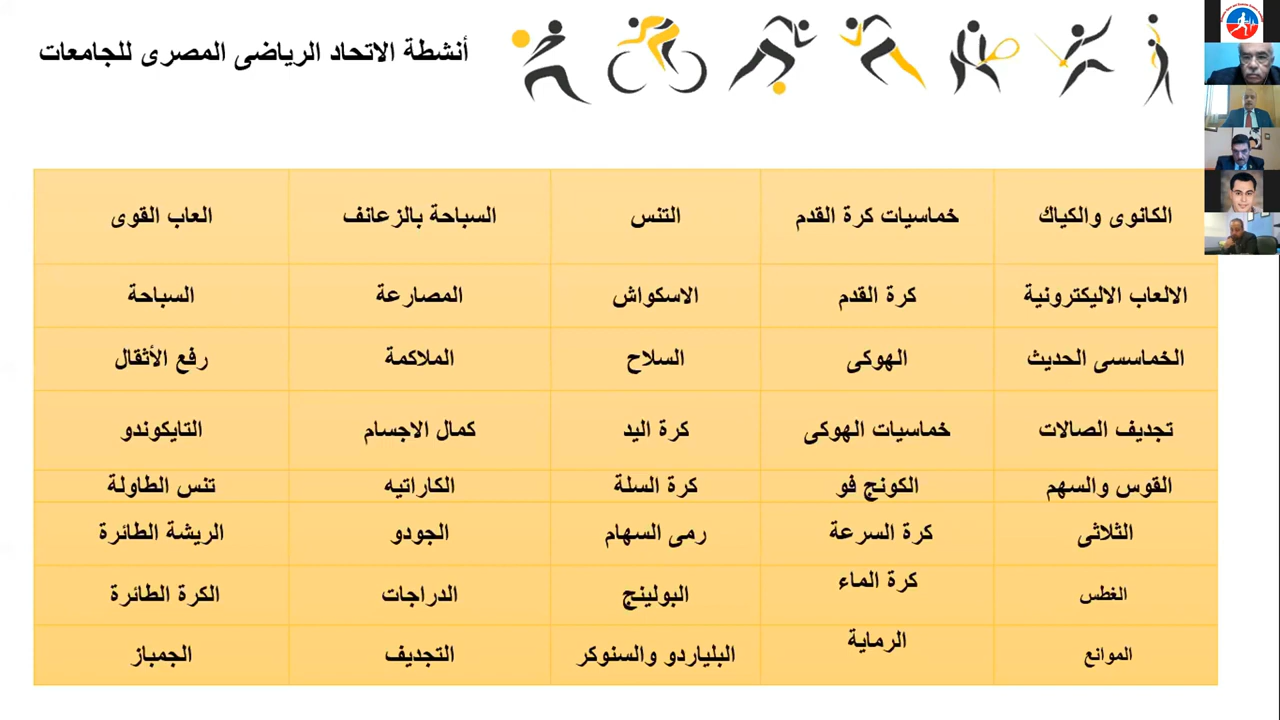 أنشطة الاتحاد الرياضى المصرى للجامعات
الكانوى والكياك خماسيات كرة القدم التنس السباحة بالزعانف العاب القوى
الالعاب الاليكترونية كرة القدم الاسكواش المصارعة السباحة
الخماسسى الحديث الهوكى السلاح الملاكمة رفع الأثقال
تجديف الصالات خماسيات الهوكى كرة اليد كمال الاجسام التايكوندو
القوس والسهم الكونج فو كرة السلة الكاراتيه تنس الطاولة
الثلاثى كرة السرعة رمى السهام الجودو الريشة الطائرة
الغطس كرة الماء البولينج الدراجات الكرة الطائرة
الموانع الرماية البلياردو والسنوكر التجديف الجمباز